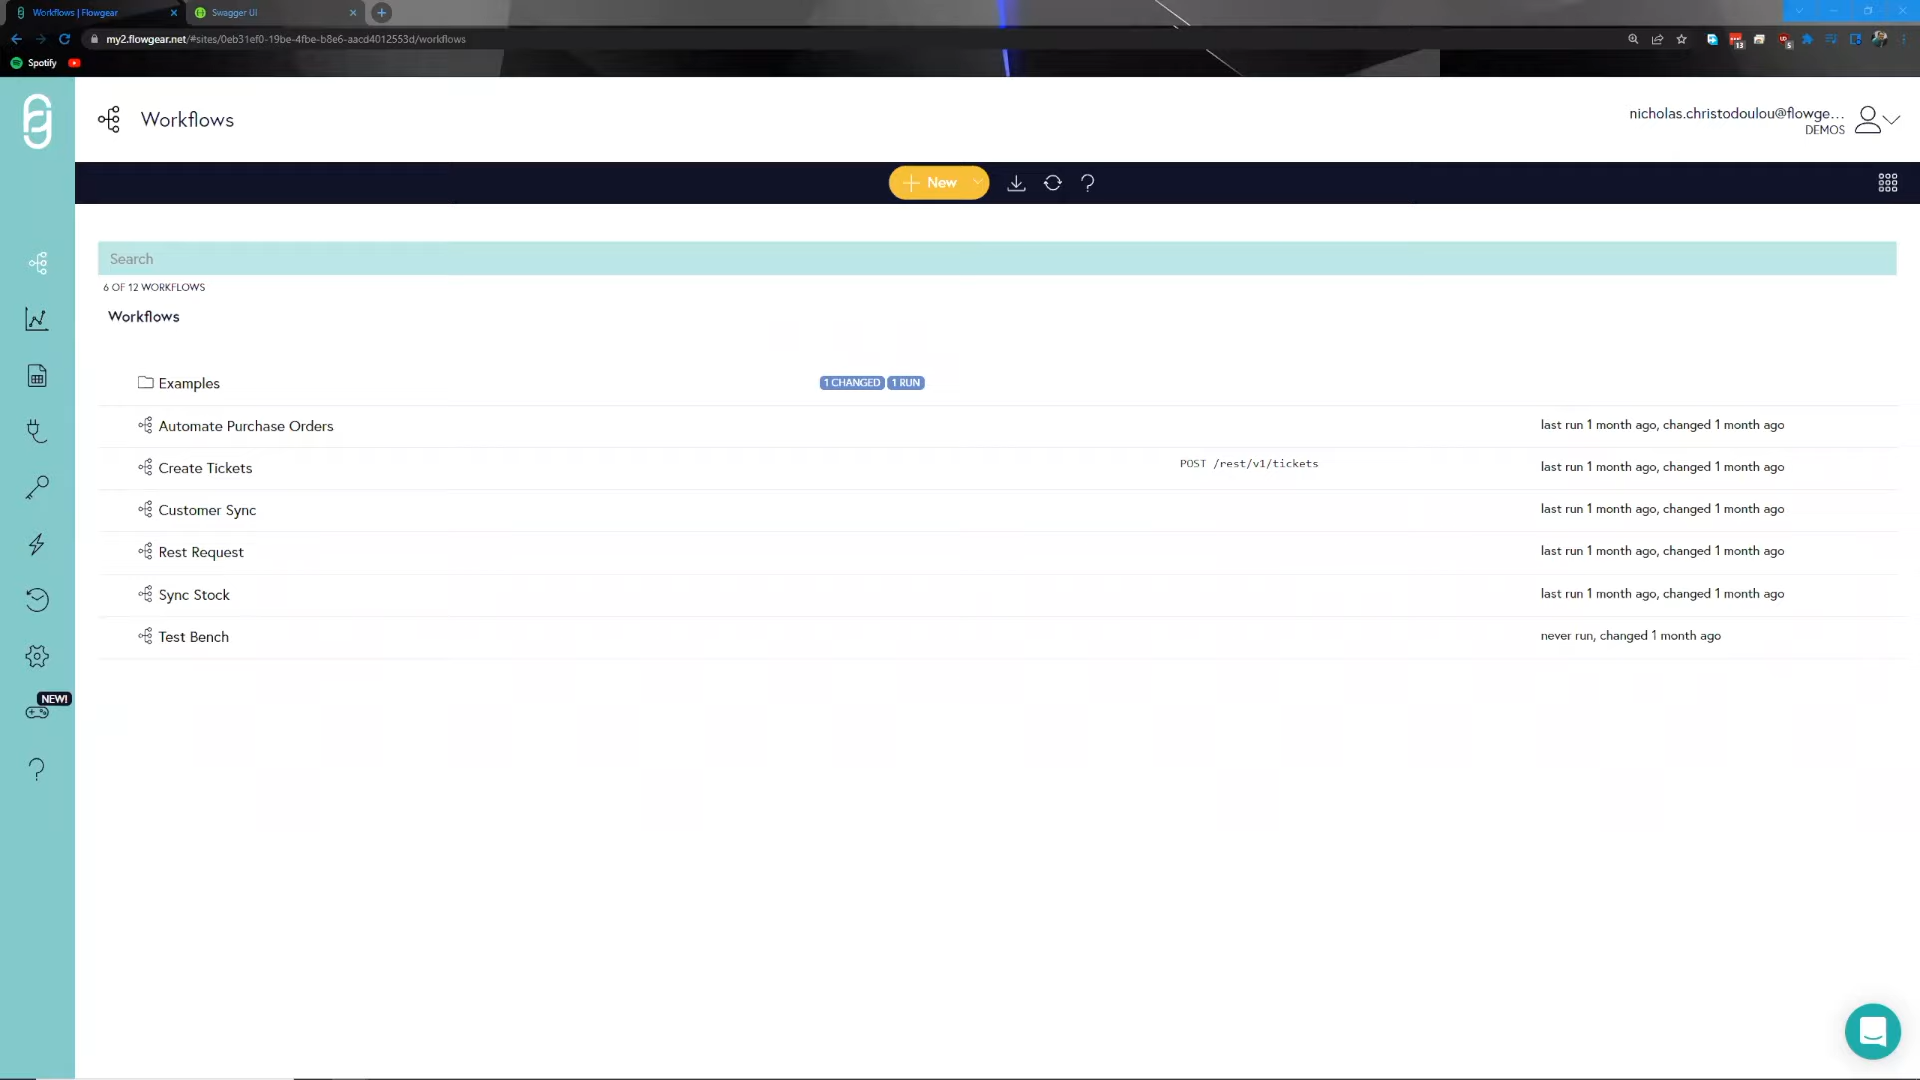 Workflows | Flowgear
Swagger UI
my2.flowgear.net/#sites/0eb31ef0-19be-4fbe-b8e6-aacd4012553d/workflows
13
5
Spotify
Workflows
nicholas.christodoulou@flowge...
DEMOS
New
Search
6 OF 12 WORKFLOWS
Workflows
Examples
1 CHANGED
1 RUN
Automate Purchase Orders
last run 1 month ago, changed 1 month ago
Create Tickets
POST /rest/v1/tickets
last run 1 month ago, changed 1 month ago
Customer Sync
last run 1 month ago, changed 1 month ago
Rest Request
last run 1 month ago, changed 1 month ago
Sync Stock
last run 1 month ago, changed 1 month ago
Test Bench
never run, changed 1 month ago
NEW!